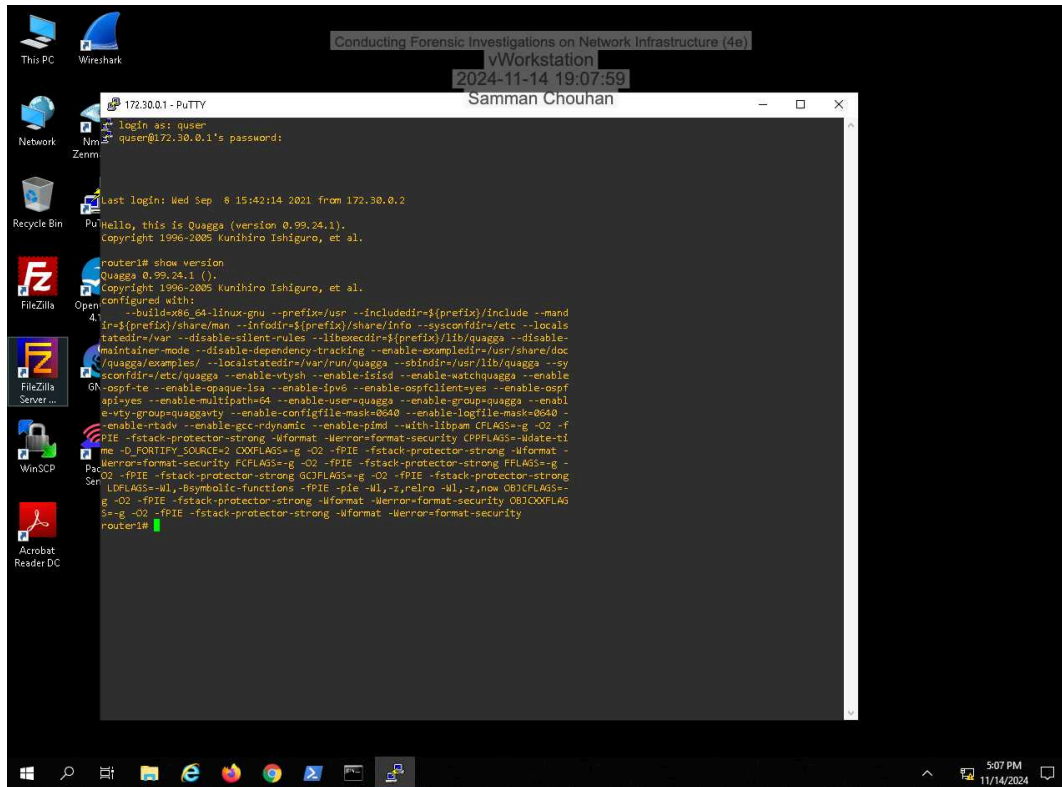 Conducting Forensic Investigations on Network Infrastructure (4e)
vWorkstation
2024-11-14 19:07:59
Samman Chouhan
This PC
Wireshark
Network
Nm
Zenm
Recycle Bin
Pu
FileZilla
Open
4.1
FileZilla
Server ...
GN
WinSCP
Pac
Ser
Acrobat
Reader DC
172.30.0.1 - PuTTY
login as: quser
quser@172.30.0.1's password:
Last login: Wed Sep  8 15:42:14 2021 from 172.30.0.2
Hello, this is Quagga (version 0.99.24.1).
Copyright 1996-2005 Kunihiro Ishiguro, et al.
router1# show version
Quagga 0.99.24.1 ().
Copyright 1996-2005 Kunihiro Ishiguro, et al.
configured with:
--build=x86_64-linux-gnu --prefix=/usr --includedir=${prefix}/include --mand
ir=${prefix}/share/man --infodir=${prefix}/share/info --sysconfdir=/etc --locals
tatedir=/var --disable-silent-rules --libexecdir=${prefix}/lib/quagga --disable-
maintainer-mode --disable-dependency-tracking --enable-exampledir=/usr/share/doc
/quagga/examples/ --localstatedir=/var/run/quagga --sbindir=/usr/lib/quagga --sy
sconfdir=/etc/quagga --enable-vtysh --enable-isisd --enable-watchquagga --enable
-ospf-te --enable-opaque-lsa --enable-ipv6 --enable-ospfclient=yes --enable-ospf
api=yes --enable-multipath=64 --enable-user=quagga --enable-group=quagga --enabl
e-vty-group=quaggavty --enable-configfile-mask=0640 --enable-logfile-mask=0640 -
-enable-rtadv --enable-gcc-rdynamic --enable-pimd --with-libpam CFLAGS=-g -O2 -f
PIE -fstack-protector-strong -Wformat -Werror=format-security CPPFLAGS=-Wdate-ti
me -D_FORTIFY_SOURCE=2 CXXFLAGS=-g -O2 -fPIE -fstack-protector-strong -Wformat -
Werror=format-security FCFLAGS=-g -O2 -fPIE -fstack-protector-strong FFLAGS=-g -
O2 -fPIE -fstack-protector-strong GCJFLAGS=-g -O2 -fPIE -fstack-protector-strong
LDFLAGS=-Wl,-Bsymbolic-functions -fPIE -pie -Wl,-z,relro -Wl,-z,now OBJCFLAGS=-
g -O2 -fPIE -fstack-protector-strong -Wformat -Werror=format-security OBJCXXFLAG
S=-g -O2 -fPIE -fstack-protector-strong -Wformat -Werror=format-security
router1#
5:07 PM
11/14/2024